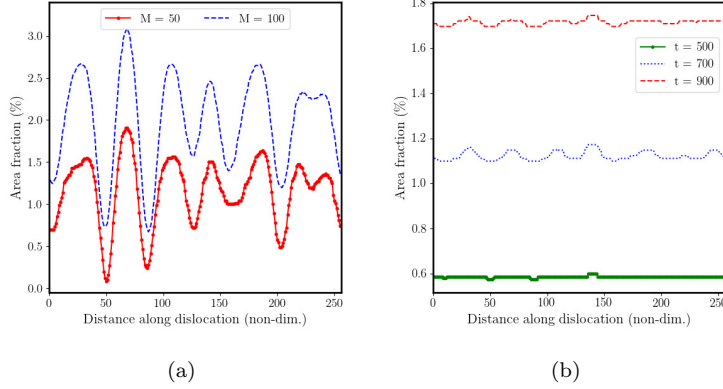 M = 50
M = 100
3.0
2.5
2.0
1.5
1.0
0.5
0.0
Area fraction (%)
0
50
100
150
200
250
Distance along dislocation (non-dim.)
(a)
1.8
1.6
1.4
1.2
1.0
0.8
0.6
Area fraction (%)
t = 500
t = 700
t = 900
0
50
100
150
200
250
Distance along dislocation (non-dim.)
(b)